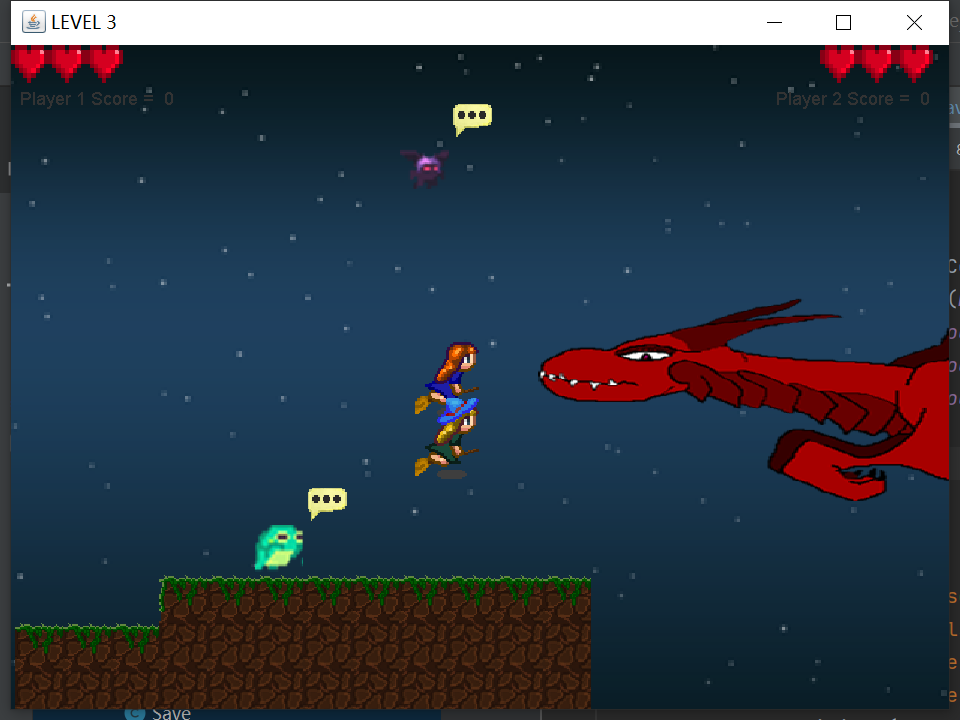 LEVEL 3
Player 1 Score = 0
Player 2 Score = 0
Save